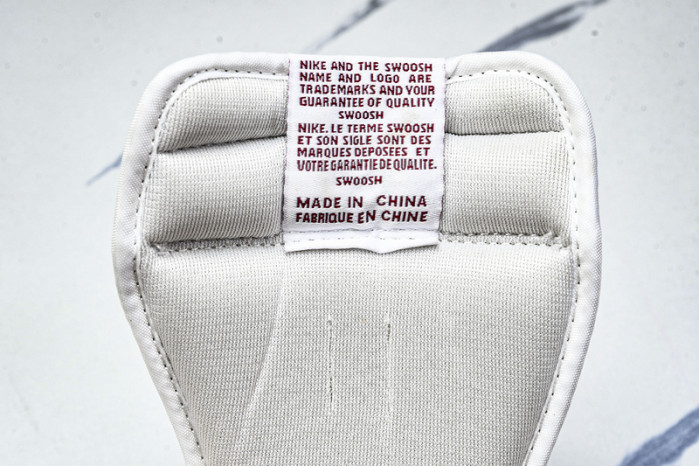 NIKE AND THE SWOOSH
NAME AND LOGO ARE
TRADEMARKS AND YOUR
GUARANTEE OF QUALITY
SWOOSH
NIKE. LE TERME SWOOSH
ET SON SIGLE SONT DES
MARQUES DEPOSEES ET
VOTRE GARANTIE DE QUALITE.
SWOOSH
MADE IN CHINA
FABRIQUE EN CHINE